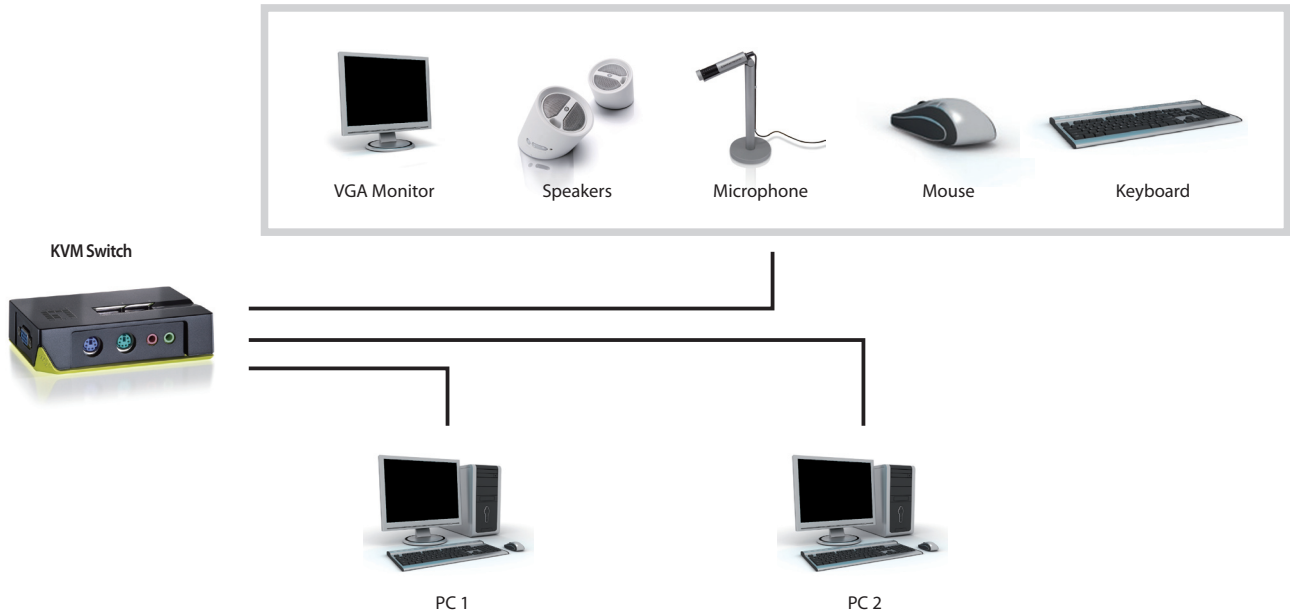 VGA Monitor
Speakers
Microphone
Mouse
Keyboard
KVM Switch
PC 1
PC 2